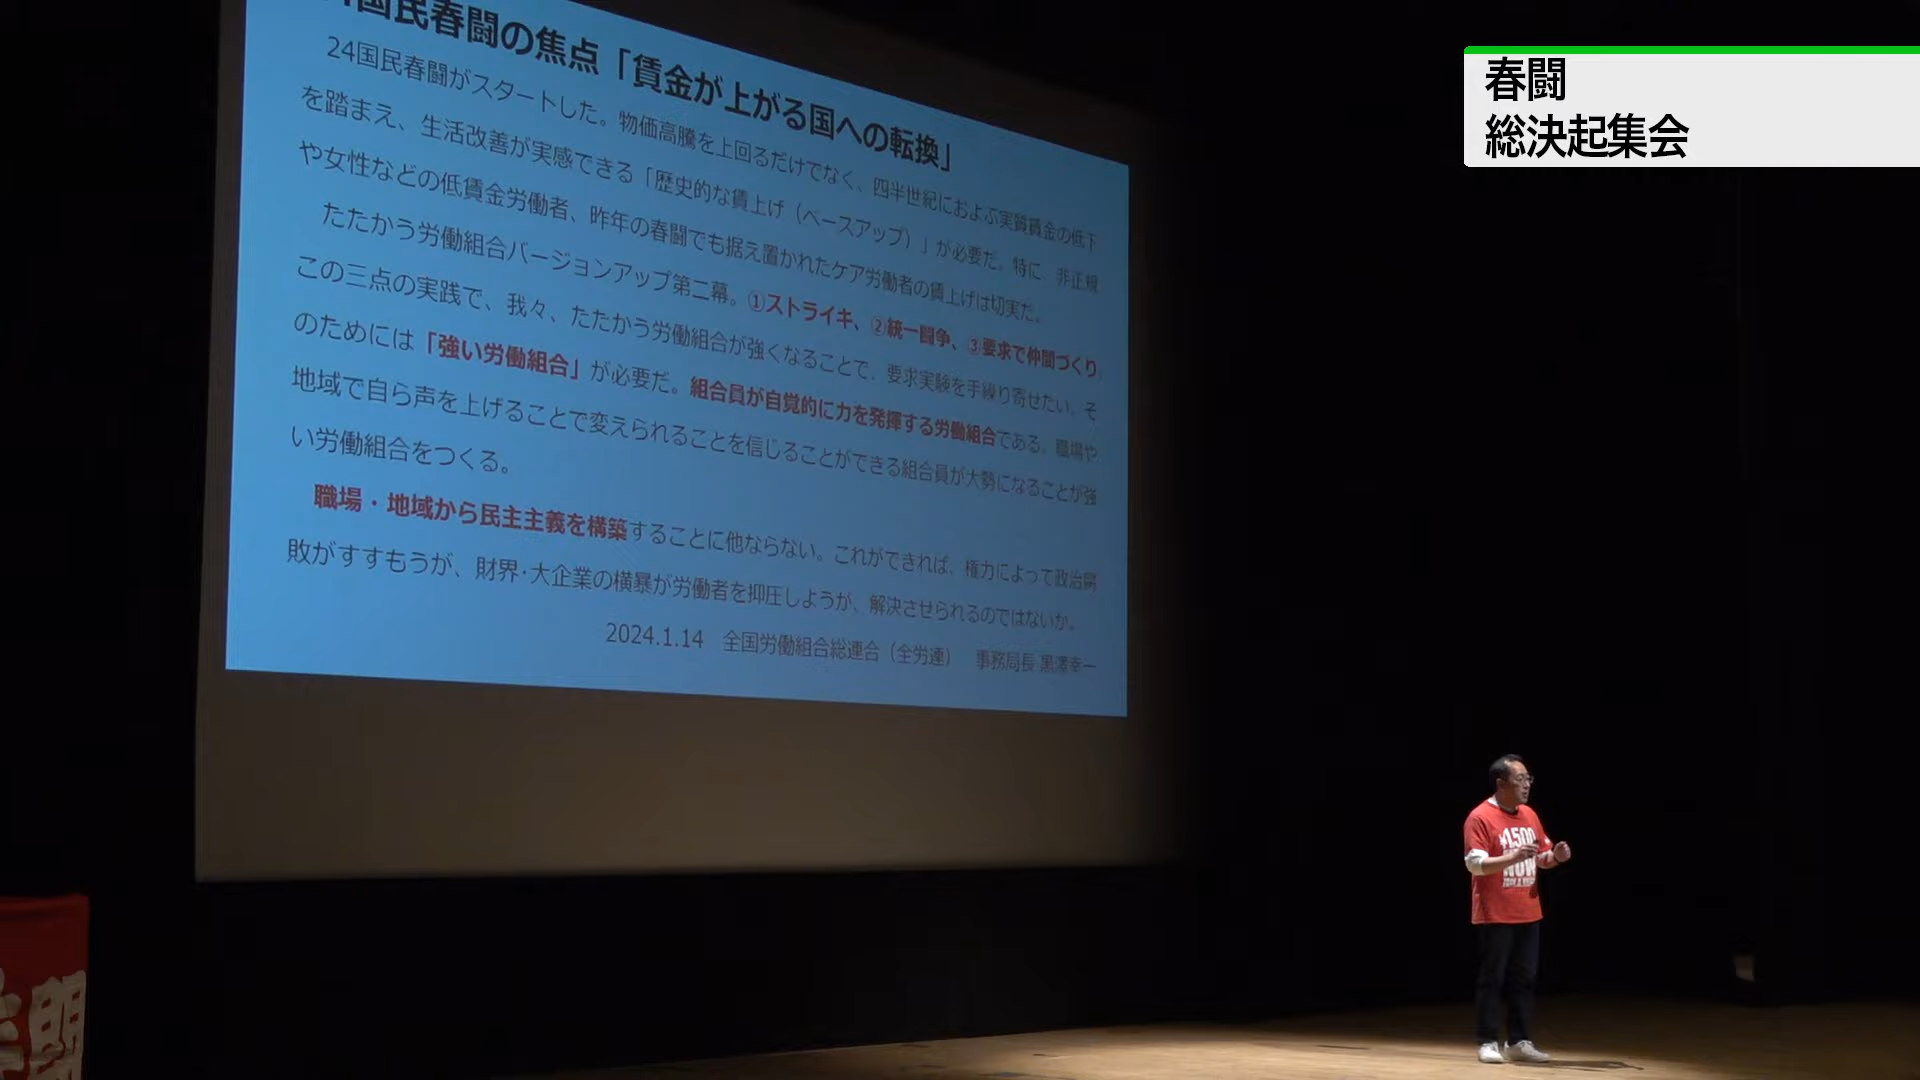 春闘
総決起集会
国民春闘の焦点「賃金が上がる国への転換」
24国民春闘がスタートした。物価高騰を上回るだけでなく、四半世紀におよぶ実質賃金の低下
を踏まえ、生活改善が実感できる「歴史的な賃上げ（ベースアップ）」が必要だ。特に、非正規
や女性などの低賃金労働者、昨年の春闘でも据え置かれたケア労働者の賃上げは切実だ。
たたかう労働組合バージョンアップ第二幕。①ストライキ、②統一闘争、③要求で仲間づくり
この三点の実践で、我々、たたかう労働組合が強くなることで、要求実験を手繰り寄せたい。そ
のためには「強い労働組合」が必要だ。組合員が自覚的に力を発揮する労働組合である。職場や
地域で自ら声を上げることで変えられることを信じることができる組合員が大勢になることが強
い労働組合をつくる。
職場・地域から民主主義を構築することに他ならない。これができれば、権力によって政治腐
敗がすすもうが、財界・大企業の横暴が労働者を抑圧しようが、解決させられるのではないか。
2024.1.14 全国労働組合総連合（全労連） 事務局長 黒澤幸一
¥1500
NOW
闘